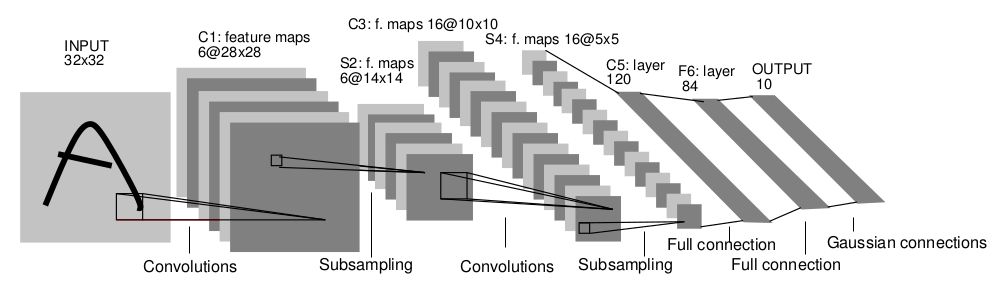 INPUT
32x32
C1: feature maps
6@28x28
S2: f. maps
6@14x14
C3: f. maps 16@10x10
S4: f. maps 16@5x5
C5: layer
120
F6: layer
84
OUTPUT
10
Convolutions
Subsampling
Convolutions
Subsampling
Full connection
Full connection
Gaussian connections